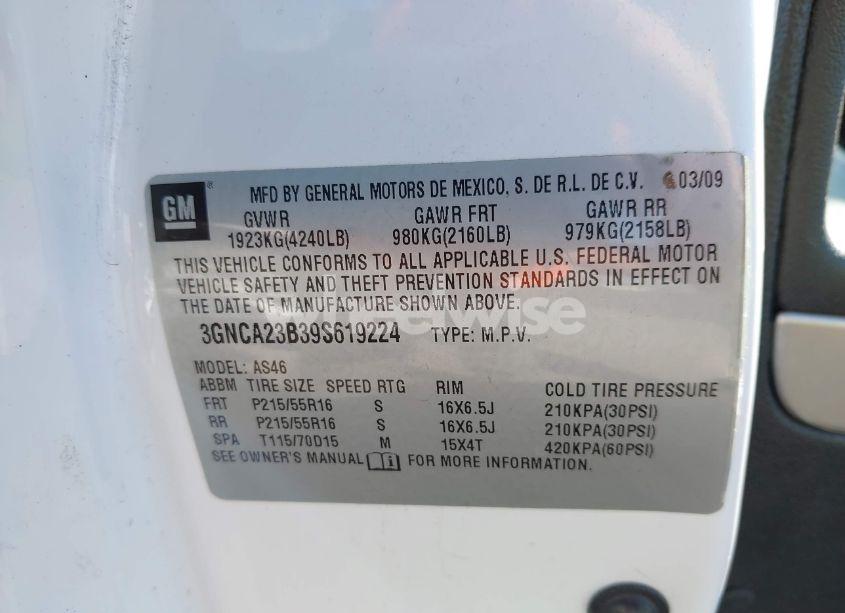 GM ® MFD BY GENERAL MOTORS DE MEXICO, S. DE R.L. DE C.V. 03/09
GVWR GAWR FRT GAWR RR
1923KG(4240LB) 980KG(2160LB) 979KG(2158LB)
THIS VEHICLE CONFORMS TO ALL APPLICABLE U.S. FEDERAL MOTOR
VEHICLE SAFETY AND THEFT PREVENTION STANDARDS IN EFFECT ON
THE DATE OF MANUFACTURE SHOWN ABOVE.
wheelwise
3GNCA23B39S619224 TYPE: M.P.V.
MODEL: AS46
ABBM TIRE SIZE SPEED RTG RIM COLD TIRE PRESSURE
FRT P215/55R16 S 16X6.5J 210KPA(30PSI)
RR P215/55R16 S 16X6.5J 210KPA(30PSI)
SPA T115/70D15 M 15X4T 420KPA(60PSI)
SEE OWNER'S MANUAL i FOR MORE INFORMATION.